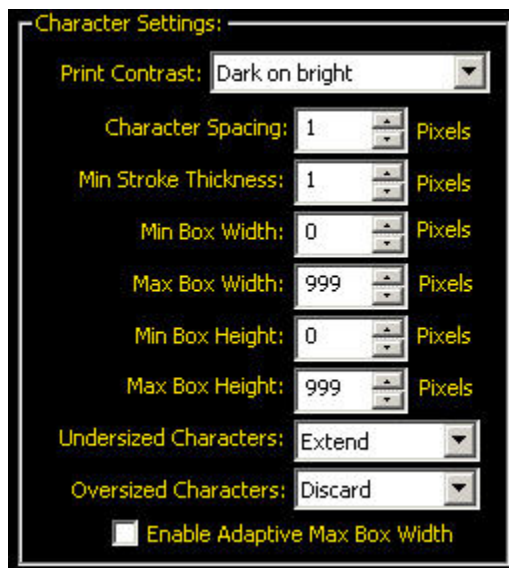 Character Settings:
Print Contrast: Dark on bright
Character Spacing: 1 Pixels
Min Stroke Thickness: 1 Pixels
Min Box Width: 0 Pixels
Max Box Width: 999 Pixels
Min Box Height: 0 Pixels
Max Box Height: 999 Pixels
Undersized Characters: Extend
Oversized Characters: Discard
Enable Adaptive Max Box Width